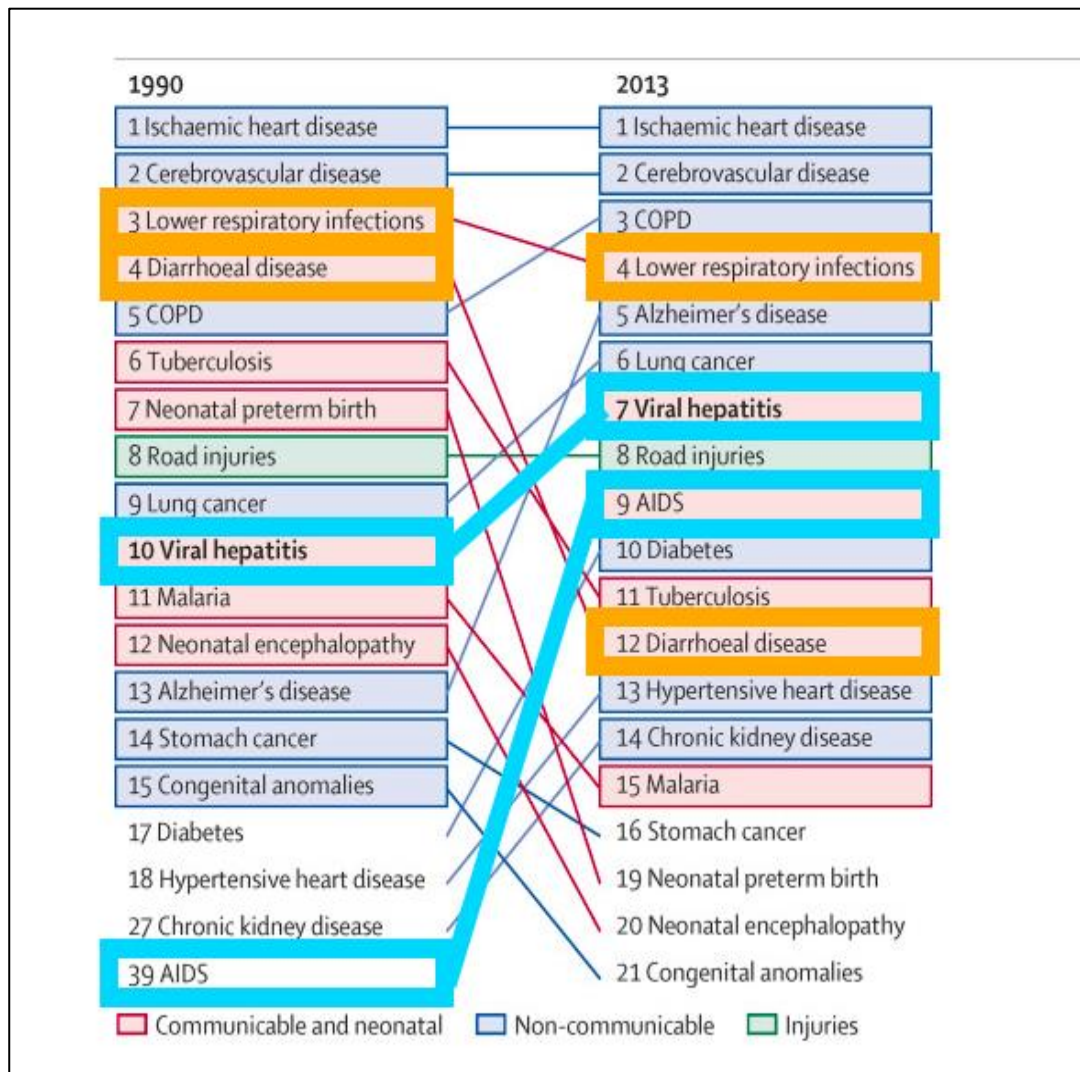 1990
1 Ischaemic heart disease
2 Cerebrovascular disease
3 Lower respiratory infections
4 Diarrhoeal disease
5 COPD
6 Tuberculosis
7 Neonatal preterm birth
8 Road injuries
9 Lung cancer
10 Viral hepatitis
11 Malaria
12 Neonatal encephalopathy
13 Alzheimer's disease
14 Stomach cancer
15 Congenital anomalies
17 Diabetes
18 Hypertensive heart disease
27 Chronic kidney disease
39 AIDS
2013
1 Ischaemic heart disease
2 Cerebrovascular disease
3 COPD
4 Lower respiratory infections
5 Alzheimer's disease
6 Lung cancer
7 Viral hepatitis
8 Road injuries
9 AIDS
10 Diabetes
11 Tuberculosis
12 Diarrhoeal disease
13 Hypertensive heart disease
14 Chronic kidney disease
15 Malaria
16 Stomach cancer
19 Neonatal preterm birth
20 Neonatal encephalopathy
21 Congenital anomalies
Communicable and neonatal Non-communicable Injuries